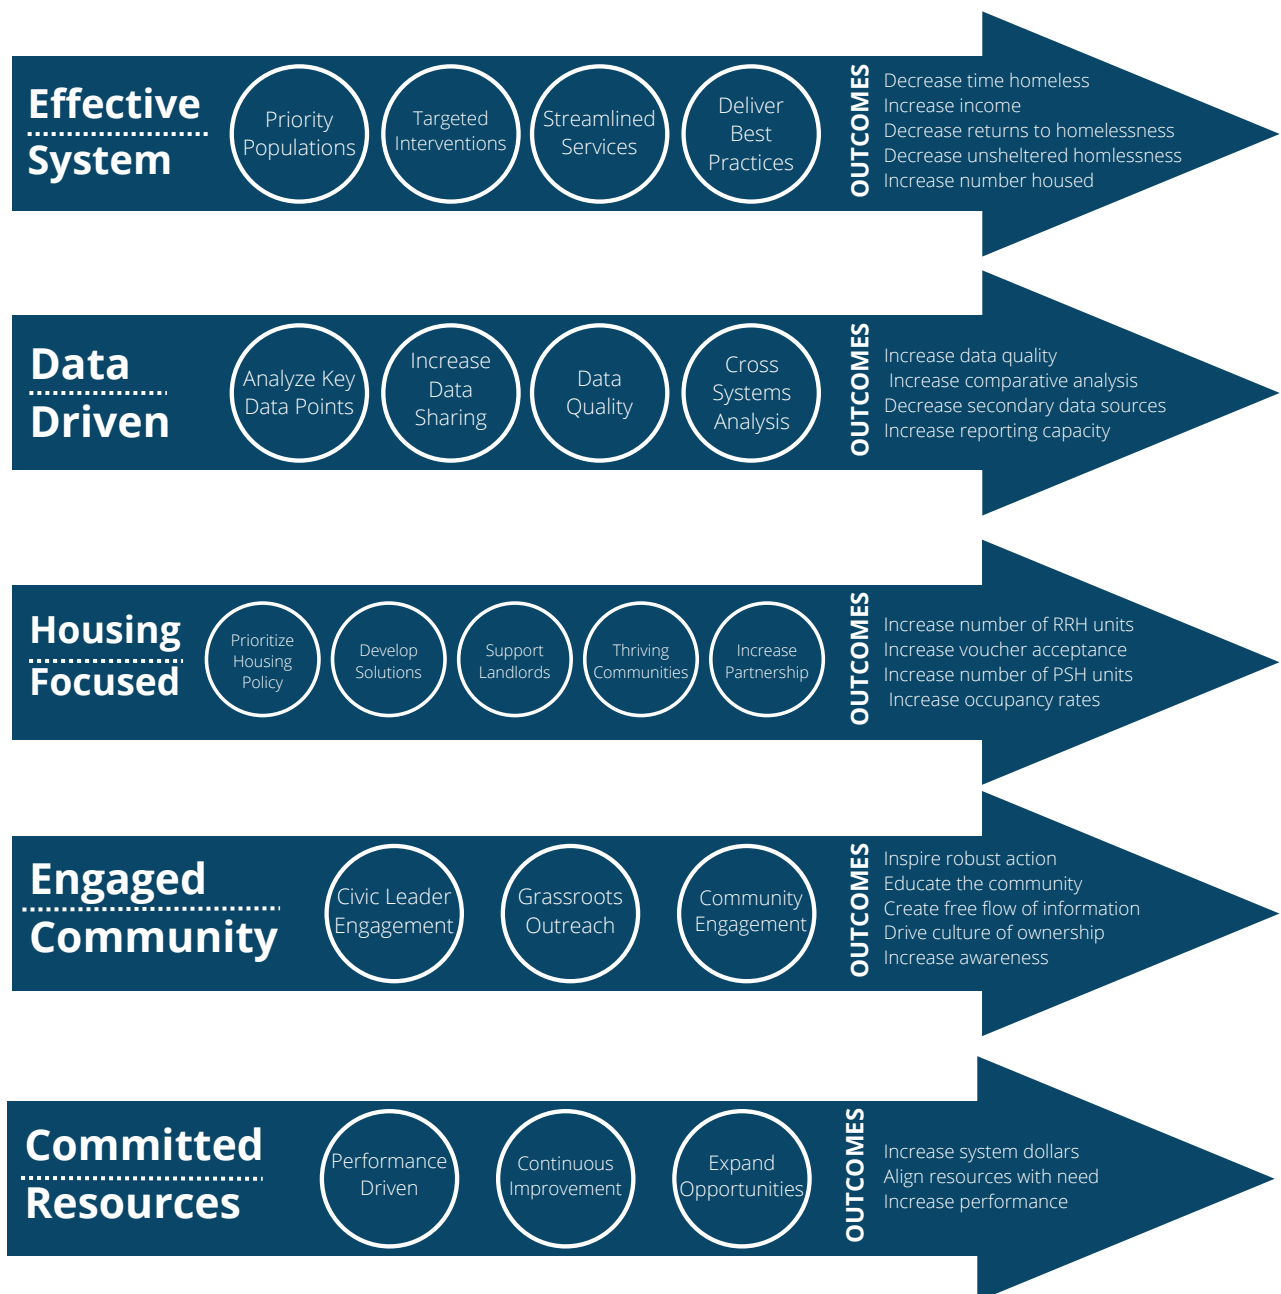 Effective
System
Priority
Populations
Targeted
Interventions
Streamlined
Services
Deliver
Best
Practices
OUTCOMES
Decrease time homeless
Increase income
Decrease returns to homelessness
Decrease unsheltered homlessness
Increase number housed
Data
Driven
Analyze Key
Data Points
Increase
Data
Sharing
Data
Quality
Cross
Systems
Analysis
OUTCOMES
Increase data quality
Increase comparative analysis
Decrease secondary data sources
Increase reporting capacity
Housing
Focused
Prioritize
Housing
Policy
Develop
Solutions
Support
Landlords
Thriving
Communities
Increase
Partnership
OUTCOMES
Increase number of RRH units
Increase voucher acceptance
Increase number of PSH units
Increase occupancy rates
Engaged
Community
Civic Leader
Engagement
Grassroots
Outreach
Community
Engagement
OUTCOMES
Inspire robust action
Educate the community
Create free flow of information
Drive culture of ownership
Increase awareness
Committed
Resources
Performance
Driven
Continuous
Improvement
Expand
Opportunities
OUTCOMES
Increase system dollars
Align resources with need
Increase performance